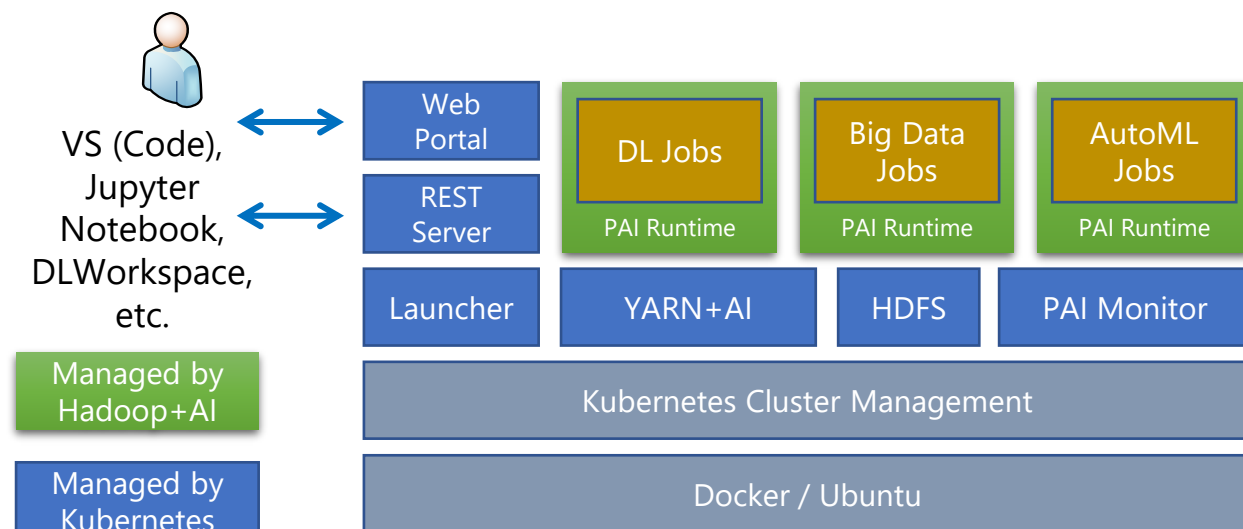 VS (Code),
Jupyter
Notebook,
DLWorkspace,
etc.
Managed by
Hadoop+AI
Managed by
Kubernetes
Web
Portal
REST
Server
DL Jobs
PAI Runtime
Big Data
Jobs
PAI Runtime
AutoML
Jobs
PAI Runtime
Launcher
YARN+AI
HDFS
PAI Monitor
Kubernetes Cluster Management
Docker / Ubuntu